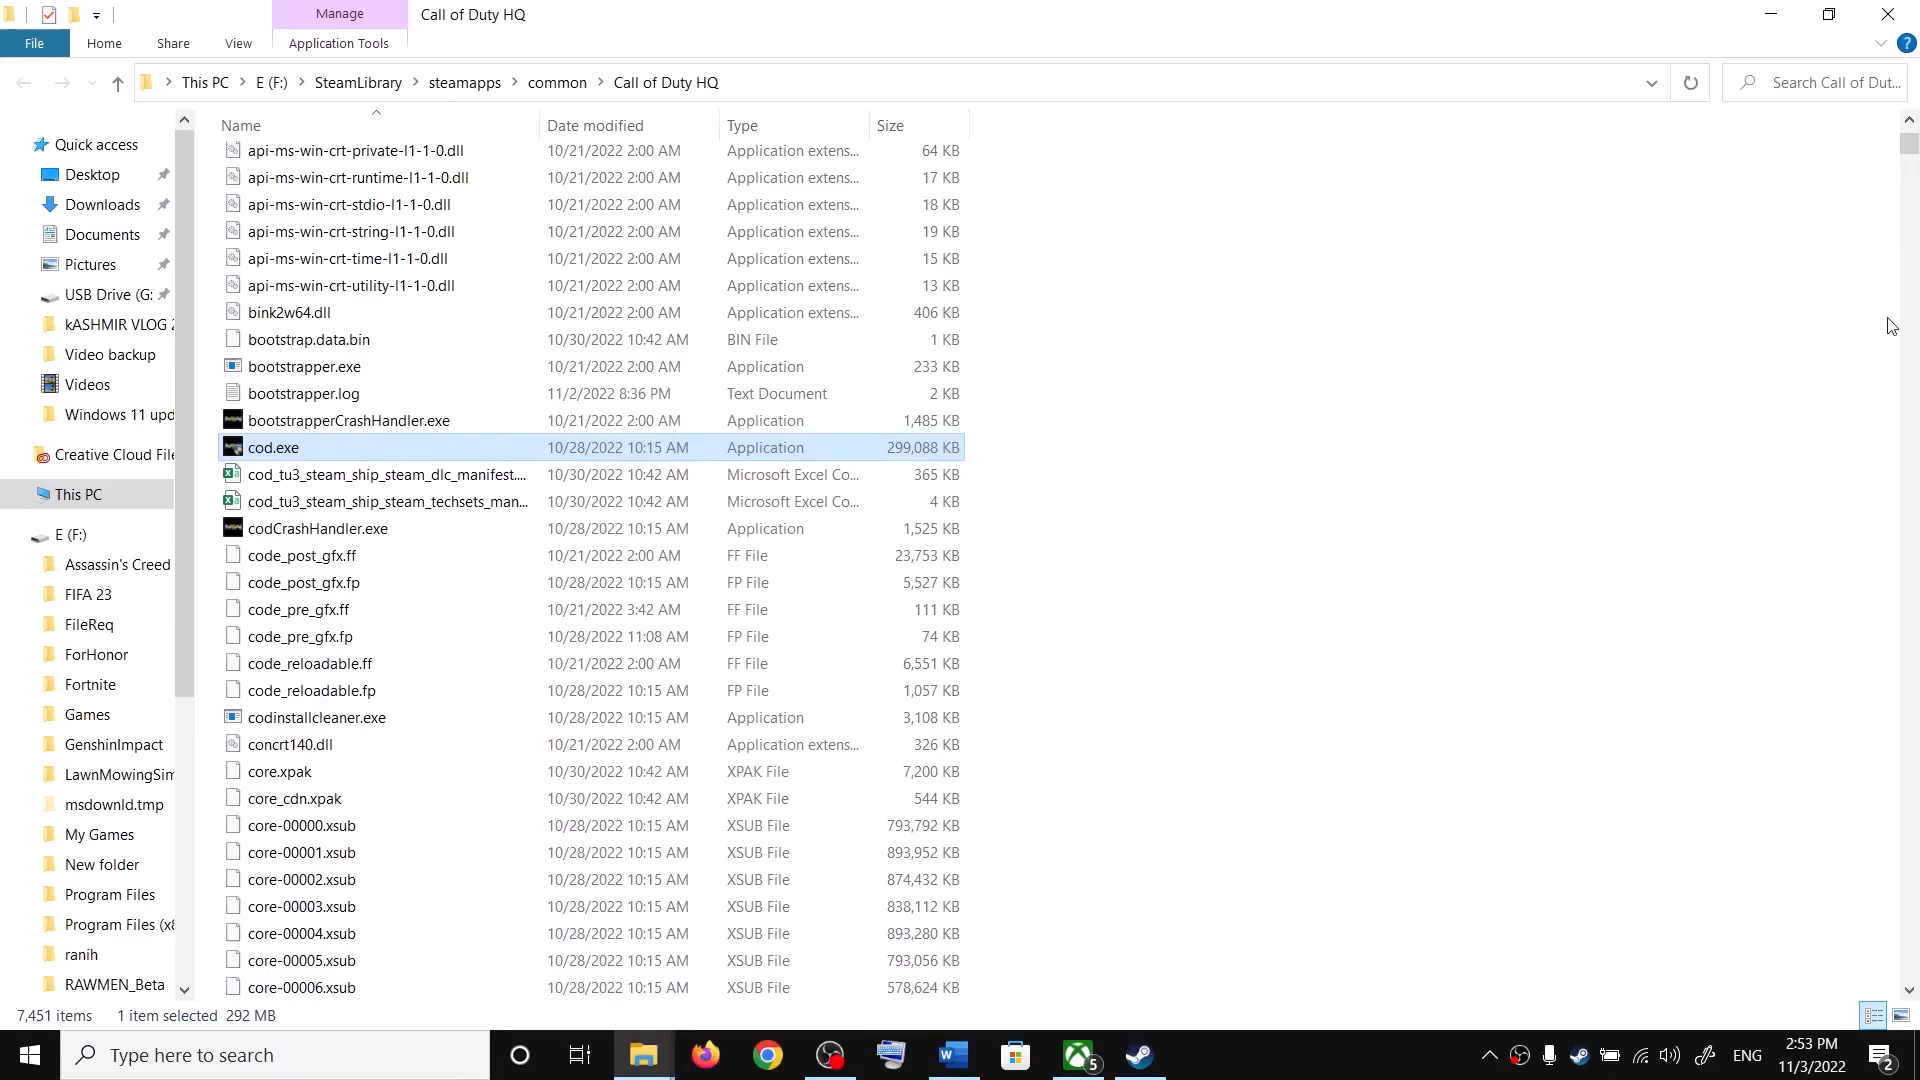 Manage
Call of Duty HQ
File
Home
Share
View
Application Tools
?
This PC
E (F:)
SteamLibrary
steamapps
common
Call of Duty HQ
Search Call of Dut...
Quick access
Desktop
Downloads
Documents
Pictures
USB Drive (G:
kASHMIR VLOG 2
Video backup
Videos
Windows 11 upd
Creative Cloud File
This PC
E (F:)
Assassin's Creed
FIFA 23
FileReq
ForHonor
Fortnite
Games
GenshinImpact
LawnMowingSim
msdownld.tmp
My Games
New folder
Program Files
Program Files (x8
ranih
RAWMEN_Beta
Name Date modified Type Size
api-ms-win-crt-private-l1-1-0.dll 10/21/2022 2:00 AM Application extens... 64 KB
api-ms-win-crt-runtime-l1-1-0.dll 10/21/2022 2:00 AM Application extens... 17 KB
api-ms-win-crt-stdio-l1-1-0.dll 10/21/2022 2:00 AM Application extens... 18 KB
api-ms-win-crt-string-l1-1-0.dll 10/21/2022 2:00 AM Application extens... 19 KB
api-ms-win-crt-time-l1-1-0.dll 10/21/2022 2:00 AM Application extens... 15 KB
api-ms-win-crt-utility-l1-1-0.dll 10/21/2022 2:00 AM Application extens... 13 KB
bink2w64.dll 10/21/2022 2:00 AM Application extens... 406 KB
bootstrap.data.bin 10/30/2022 10:42 AM BIN File 1 KB
bootstrapper.exe 10/21/2022 2:00 AM Application 233 KB
bootstrapper.log 11/2/2022 8:36 PM Text Document 2 KB
bootstrapperCrashHandler.exe 10/21/2022 2:00 AM Application 1,485 KB
cod.exe 10/28/2022 10:15 AM Application 299,088 KB
cod_tu3_steam_ship_steam_dlc_manifest.... 10/30/2022 10:42 AM Microsoft Excel Co... 365 KB
cod_tu3_steam_ship_steam_techsets_man... 10/30/2022 10:42 AM Microsoft Excel Co... 4 KB
codCrashHandler.exe 10/28/2022 10:15 AM Application 1,525 KB
code_post_gfx.ff 10/21/2022 2:00 AM FF File 23,753 KB
code_post_gfx.fp 10/28/2022 10:15 AM FP File 5,527 KB
code_pre_gfx.ff 10/21/2022 3:42 AM FF File 111 KB
code_pre_gfx.fp 10/28/2022 11:08 AM FP File 74 KB
code_reloadable.ff 10/21/2022 2:00 AM FF File 6,551 KB
code_reloadable.fp 10/28/2022 10:15 AM FP File 1,057 KB
codinstallcleaner.exe 10/28/2022 10:15 AM Application 3,108 KB
concrt140.dll 10/21/2022 2:00 AM Application extens... 326 KB
core.xpak 10/30/2022 10:42 AM XPAK File 7,200 KB
core_cdn.xpak 10/30/2022 10:42 AM XPAK File 544 KB
core-00000.xsub 10/28/2022 10:15 AM XSUB File 793,792 KB
core-00001.xsub 10/28/2022 10:15 AM XSUB File 893,952 KB
core-00002.xsub 10/28/2022 10:15 AM XSUB File 874,432 KB
core-00003.xsub 10/28/2022 10:15 AM XSUB File 838,112 KB
core-00004.xsub 10/28/2022 10:15 AM XSUB File 893,280 KB
core-00005.xsub 10/28/2022 10:15 AM XSUB File 793,056 KB
core-00006.xsub 10/28/2022 10:15 AM XSUB File 578,624 KB
7,451 items 1 item selected 292 MB
Type here to search
5
ENG
2:53 PM
11/3/2022
2